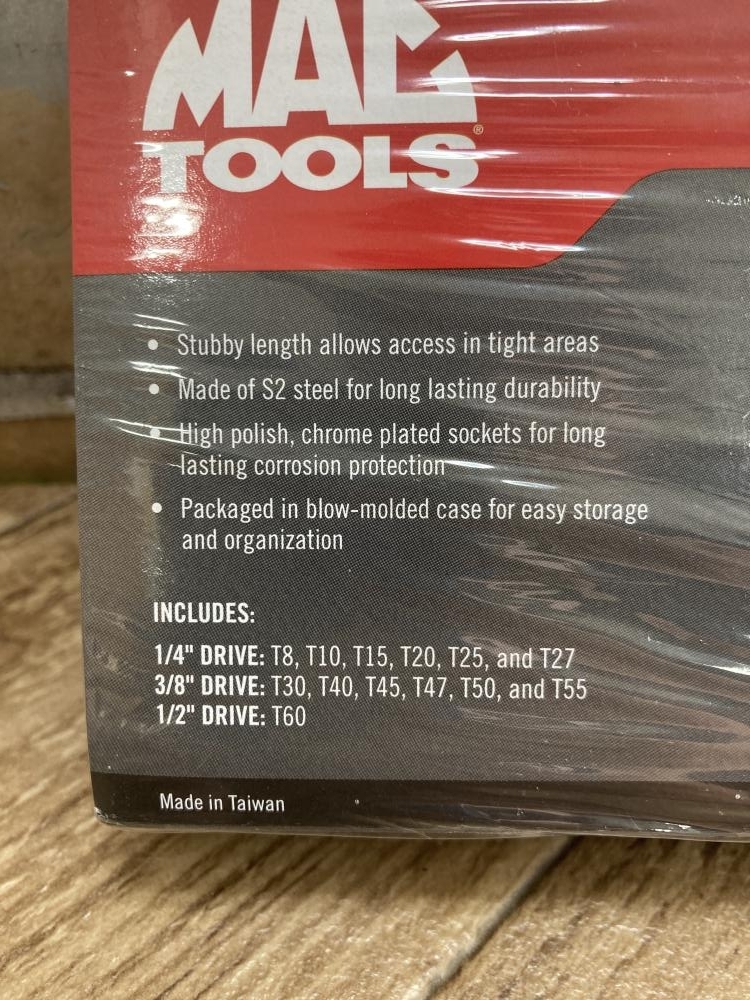 MAC
TOOLS®
• Stubby length allows access in tight areas
• Made of S2 steel for long lasting durability
• High polish, chrome plated sockets for long
lasting corrosion protection
• Packaged in blow-molded case for easy storage
and organization
INCLUDES:
1/4" DRIVE: T8, T10, T15, T20, T25, and T27
3/8" DRIVE: T30, T40, T45, T47, T50, and T55
1/2" DRIVE: T60
Made in Taiwan